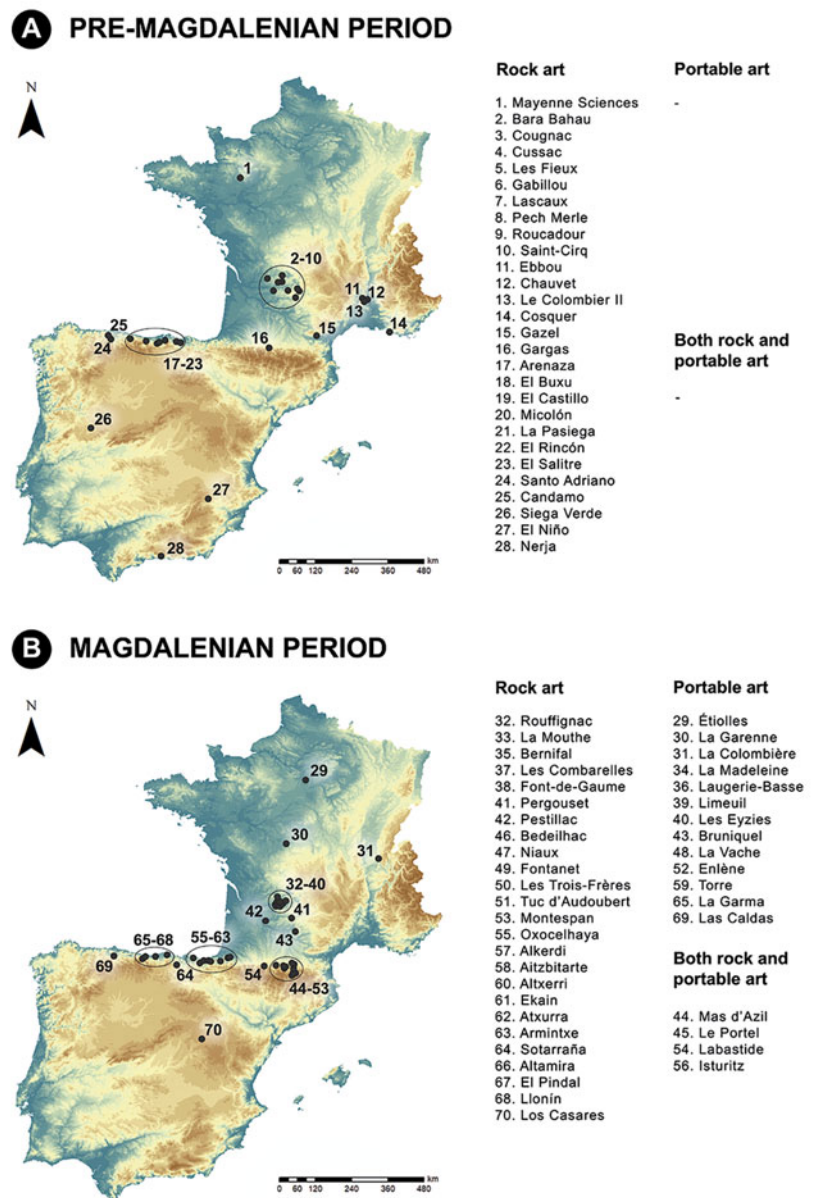 A PRE-MAGDALENIAN PERIOD
N
1
2-10
11
12
13
14
15
16
25
24
17-23
26
27
28
km
0 60 120 240 360 480
Rock art
1. Mayenne Sciences
2. Bara Bahau
3. Cougnac
4. Cussac
5. Les Fieux
6. Gabillou
7. Lascaux
8. Pech Merle
9. Roucadour
10. Saint-Cirq
11. Ebbou
12. Chauvet
13. Le Colombier II
14. Cosquer
15. Gazel
16. Gargas
17. Arenaza
18. El Buxu
19. El Castillo
20. Micolón
21. La Pasiega
22. El Rincón
23. El Salitre
24. Santo Adriano
25. Candamo
26. Siega Verde
27. El Niño
28. Nerja
Portable art
-
Both rock and
portable art
-
B MAGDALENIAN PERIOD
N
29
30
31
32-40
42
41
43
65-68
55-63
69
64
54
44-53
70
km
0 60 120 240 360 480
Rock art
32. Rouffignac
33. La Mouthe
35. Bernifal
37. Les Combarelles
38. Font-de-Gaume
41. Pergouset
42. Pestillac
46. Bedeilhac
47. Niaux
49. Fontanet
50. Les Trois-Frères
51. Tuc d'Audoubert
53. Montespan
55. Oxocelhaya
57. Alkerdi
58. Aitzbitarte
60. Altxerri
61. Ekain
62. Atxurra
63. Armintxe
64. Sotarraña
66. Altamira
67. El Pindal
68. Llonín
70. Los Casares
Portable art
29. Étiolles
30. La Garenne
31. La Colombière
34. La Madeleine
36. Laugerie-Basse
39. Limeuil
40. Les Eyzies
43. Bruniquel
48. La Vache
52. Enlène
59. Torre
65. La Garma
69. Las Caldas
Both rock and
portable art
44. Mas d'Azil
45. Le Portel
54. Labastide
56. Isturitz